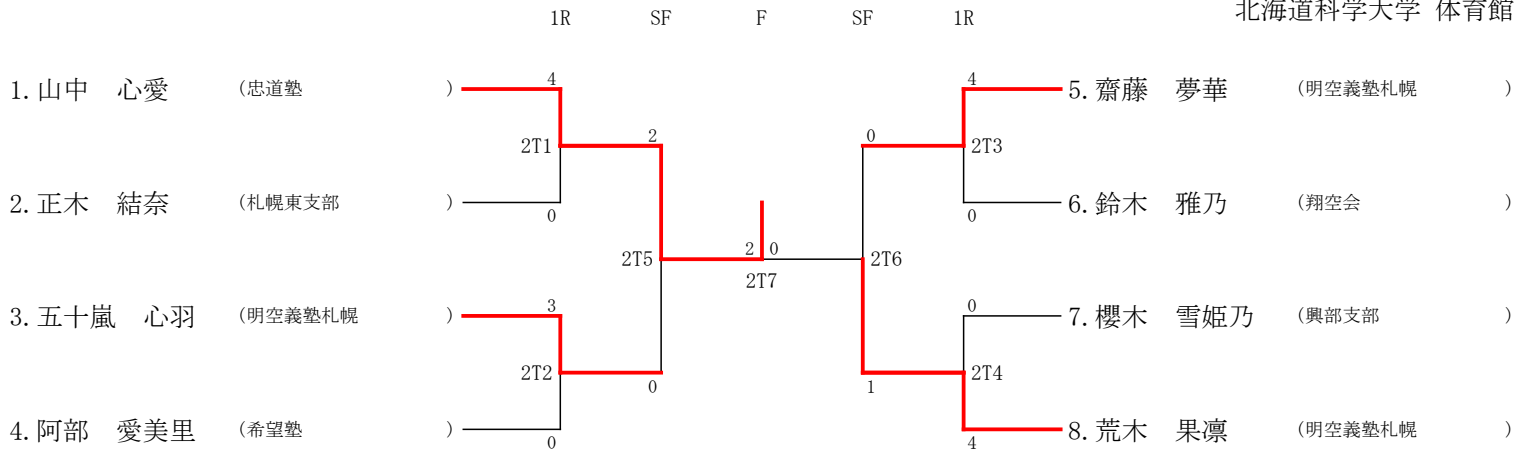 北海道科学大学 体育館
1R SF F SF 1R
1.山中 心愛 (忠道塾 ) 4 4 5.齋藤 夢華 (明空義塾札幌 )
2T1 2 0 2T3
2.正木 結奈 (札幌東支部 ) 0 0 6.鈴木 雅乃 (翔空会 )
2T5 2 0 2T6
2T7
3.五十嵐 心羽 (明空義塾札幌 ) 3 0 7.櫻木 雪姫乃 (興部支部 )
2T2 0 1 2T4
4.阿部 愛美里 (希望塾 ) 0 4 8.荒木 果凛 (明空義塾札幌 )